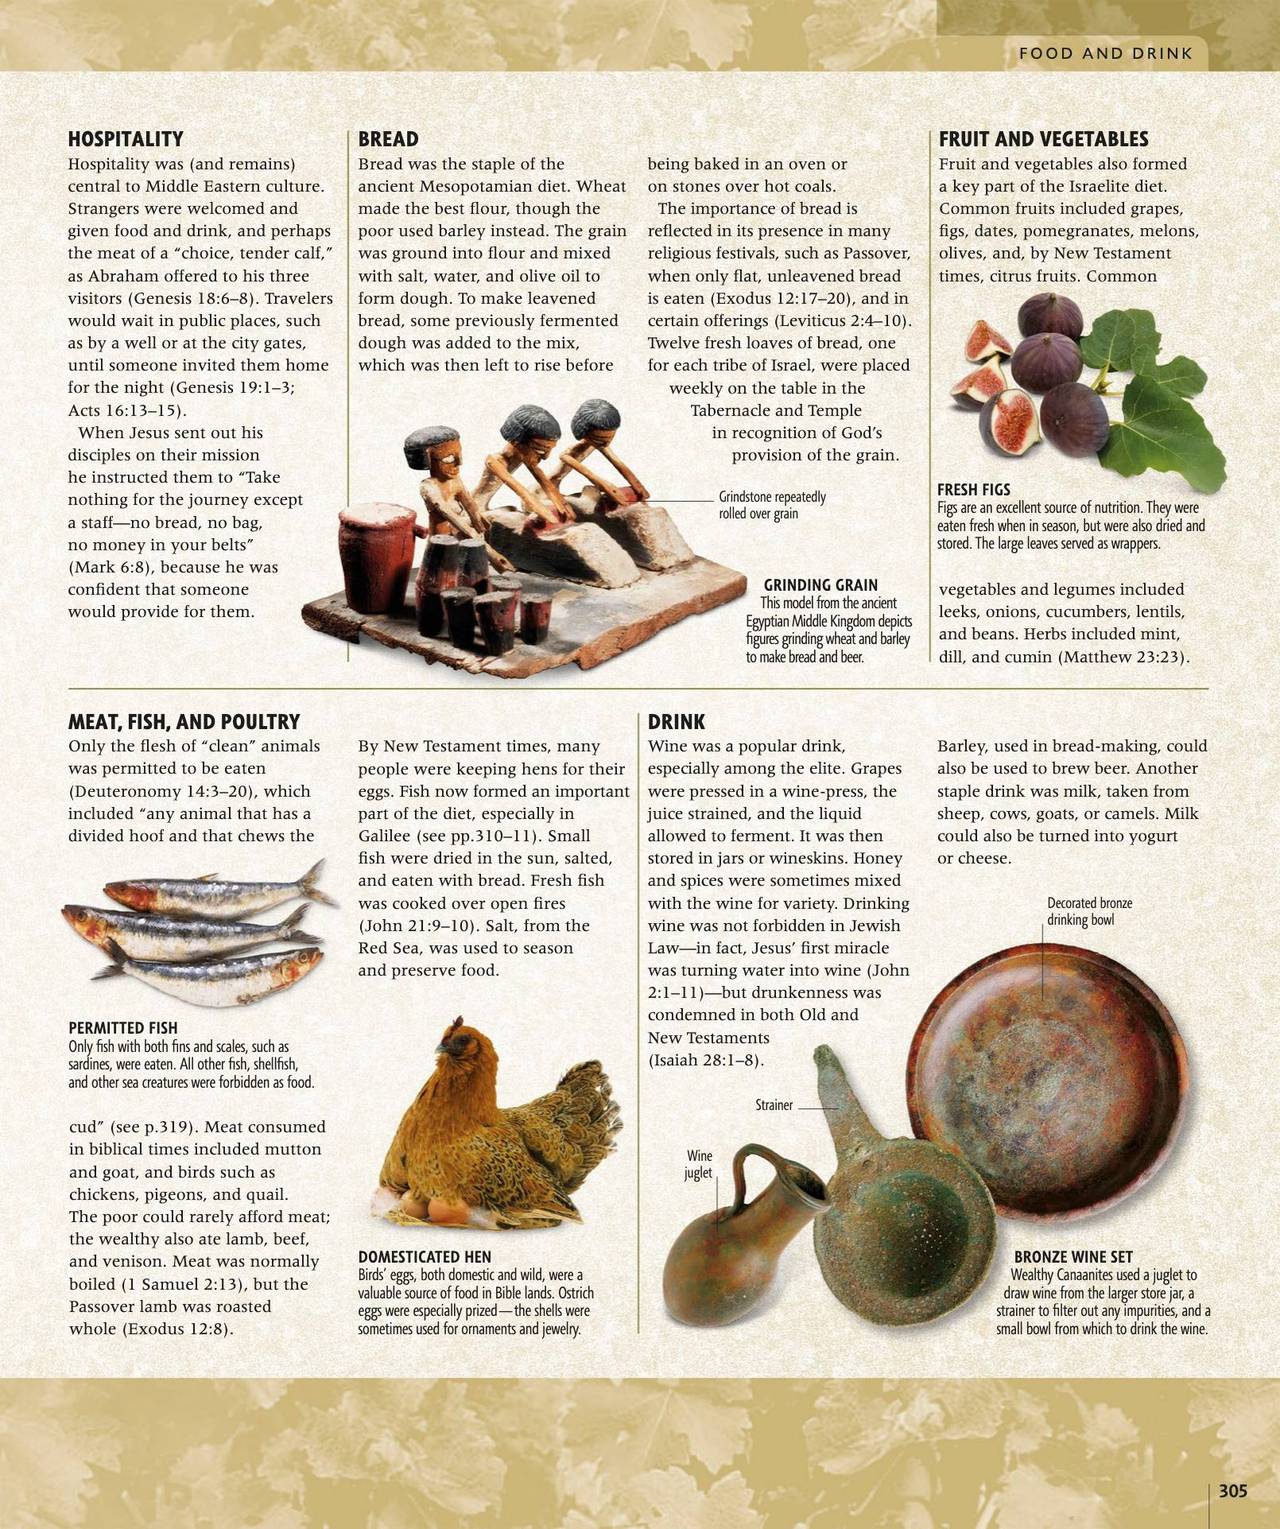 FOOD AND DRINK
HOSPITALITY
Hospitality was (and remains)
central to Middle Eastern culture.
Strangers were welcomed and
given food and drink, and perhaps
the meat of a “choice, tender calf,”
as Abraham offered to his three
visitors (Genesis 18:6–8). Travelers
would wait in public places, such
as by a well or at the city gates,
until someone invited them home
for the night (Genesis 19:1–3;
Acts 16:13–15).
When Jesus sent out his
disciples on their mission
he instructed them to “Take
nothing for the journey except
a staff—no bread, no bag,
no money in your belts”
(Mark 6:8), because he was
confident that someone
would provide for them.
BREAD
Bread was the staple of the
ancient Mesopotamian diet. Wheat
made the best flour, though the
poor used barley instead. The grain
was ground into flour and mixed
with salt, water, and olive oil to
form dough. To make leavened
bread, some previously fermented
dough was added to the mix,
which was then left to rise before
being baked in an oven or
on stones over hot coals.
The importance of bread is
reflected in its presence in many
religious festivals, such as Passover,
when only flat, unleavened bread
is eaten (Exodus 12:17–20), and in
certain offerings (Leviticus 2:4–10).
Twelve fresh loaves of bread, one
for each tribe of Israel, were placed
weekly on the table in the
Tabernacle and Temple
in recognition of God’s
provision of the grain.
Grindstone repeatedly
rolled over grain
GRINDING GRAIN
This model from the ancient
Egyptian Middle Kingdom depicts
figures grinding wheat and barley
to make bread and beer.
FRUIT AND VEGETABLES
Fruit and vegetables also formed
a key part of the Israelite diet.
Common fruits included grapes,
figs, dates, pomegranates, melons,
olives, and, by New Testament
times, citrus fruits. Common
FRESH FIGS
Figs are an excellent source of nutrition. They were
eaten fresh when in season, but were also dried and
stored. The large leaves served as wrappers.
vegetables and legumes included
leeks, onions, cucumbers, lentils,
and beans. Herbs included mint,
dill, and cumin (Matthew 23:23).
MEAT, FISH, AND POULTRY
Only the flesh of “clean” animals
was permitted to be eaten
(Deuteronomy 14:3–20), which
included “any animal that has a
divided hoof and that chews the
PERMITTED FISH
Only fish with both fins and scales, such as
sardines, were eaten. All other fish, shellfish,
and other sea creatures were forbidden as food.
cud” (see p.319). Meat consumed
in biblical times included mutton
and goat, and birds such as
chickens, pigeons, and quail.
The poor could rarely afford meat;
the wealthy also ate lamb, beef,
and venison. Meat was normally
boiled (1 Samuel 2:13), but the
Passover lamb was roasted
whole (Exodus 12:8).
By New Testament times, many
people were keeping hens for their
eggs. Fish now formed an important
part of the diet, especially in
Galilee (see pp.310–11). Small
fish were dried in the sun, salted,
and eaten with bread. Fresh fish
was cooked over open fires
(John 21:9–10). Salt, from the
Red Sea, was used to season
and preserve food.
DOMESTICATED HEN
Birds’ eggs, both domestic and wild, were a
valuable source of food in Bible lands. Ostrich
eggs were especially prized—the shells were
sometimes used for ornaments and jewelry.
DRINK
Wine was a popular drink,
especially among the elite. Grapes
were pressed in a wine-press, the
juice strained, and the liquid
allowed to ferment. It was then
stored in jars or wineskins. Honey
and spices were sometimes mixed
with the wine for variety. Drinking
wine was not forbidden in Jewish
Law—in fact, Jesus’ first miracle
was turning water into wine (John
2:1–11)—but drunkenness was
condemned in both Old and
New Testaments
(Isaiah 28:1–8).
Barley, used in bread-making, could
also be used to brew beer. Another
staple drink was milk, taken from
sheep, cows, goats, or camels. Milk
could also be turned into yogurt
or cheese.
Decorated bronze
drinking bowl
Strainer
Wine
juglet
BRONZE WINE SET
Wealthy Canaanites used a juglet to
draw wine from the larger store jar, a
strainer to filter out any impurities, and a
small bowl from which to drink the wine.
305